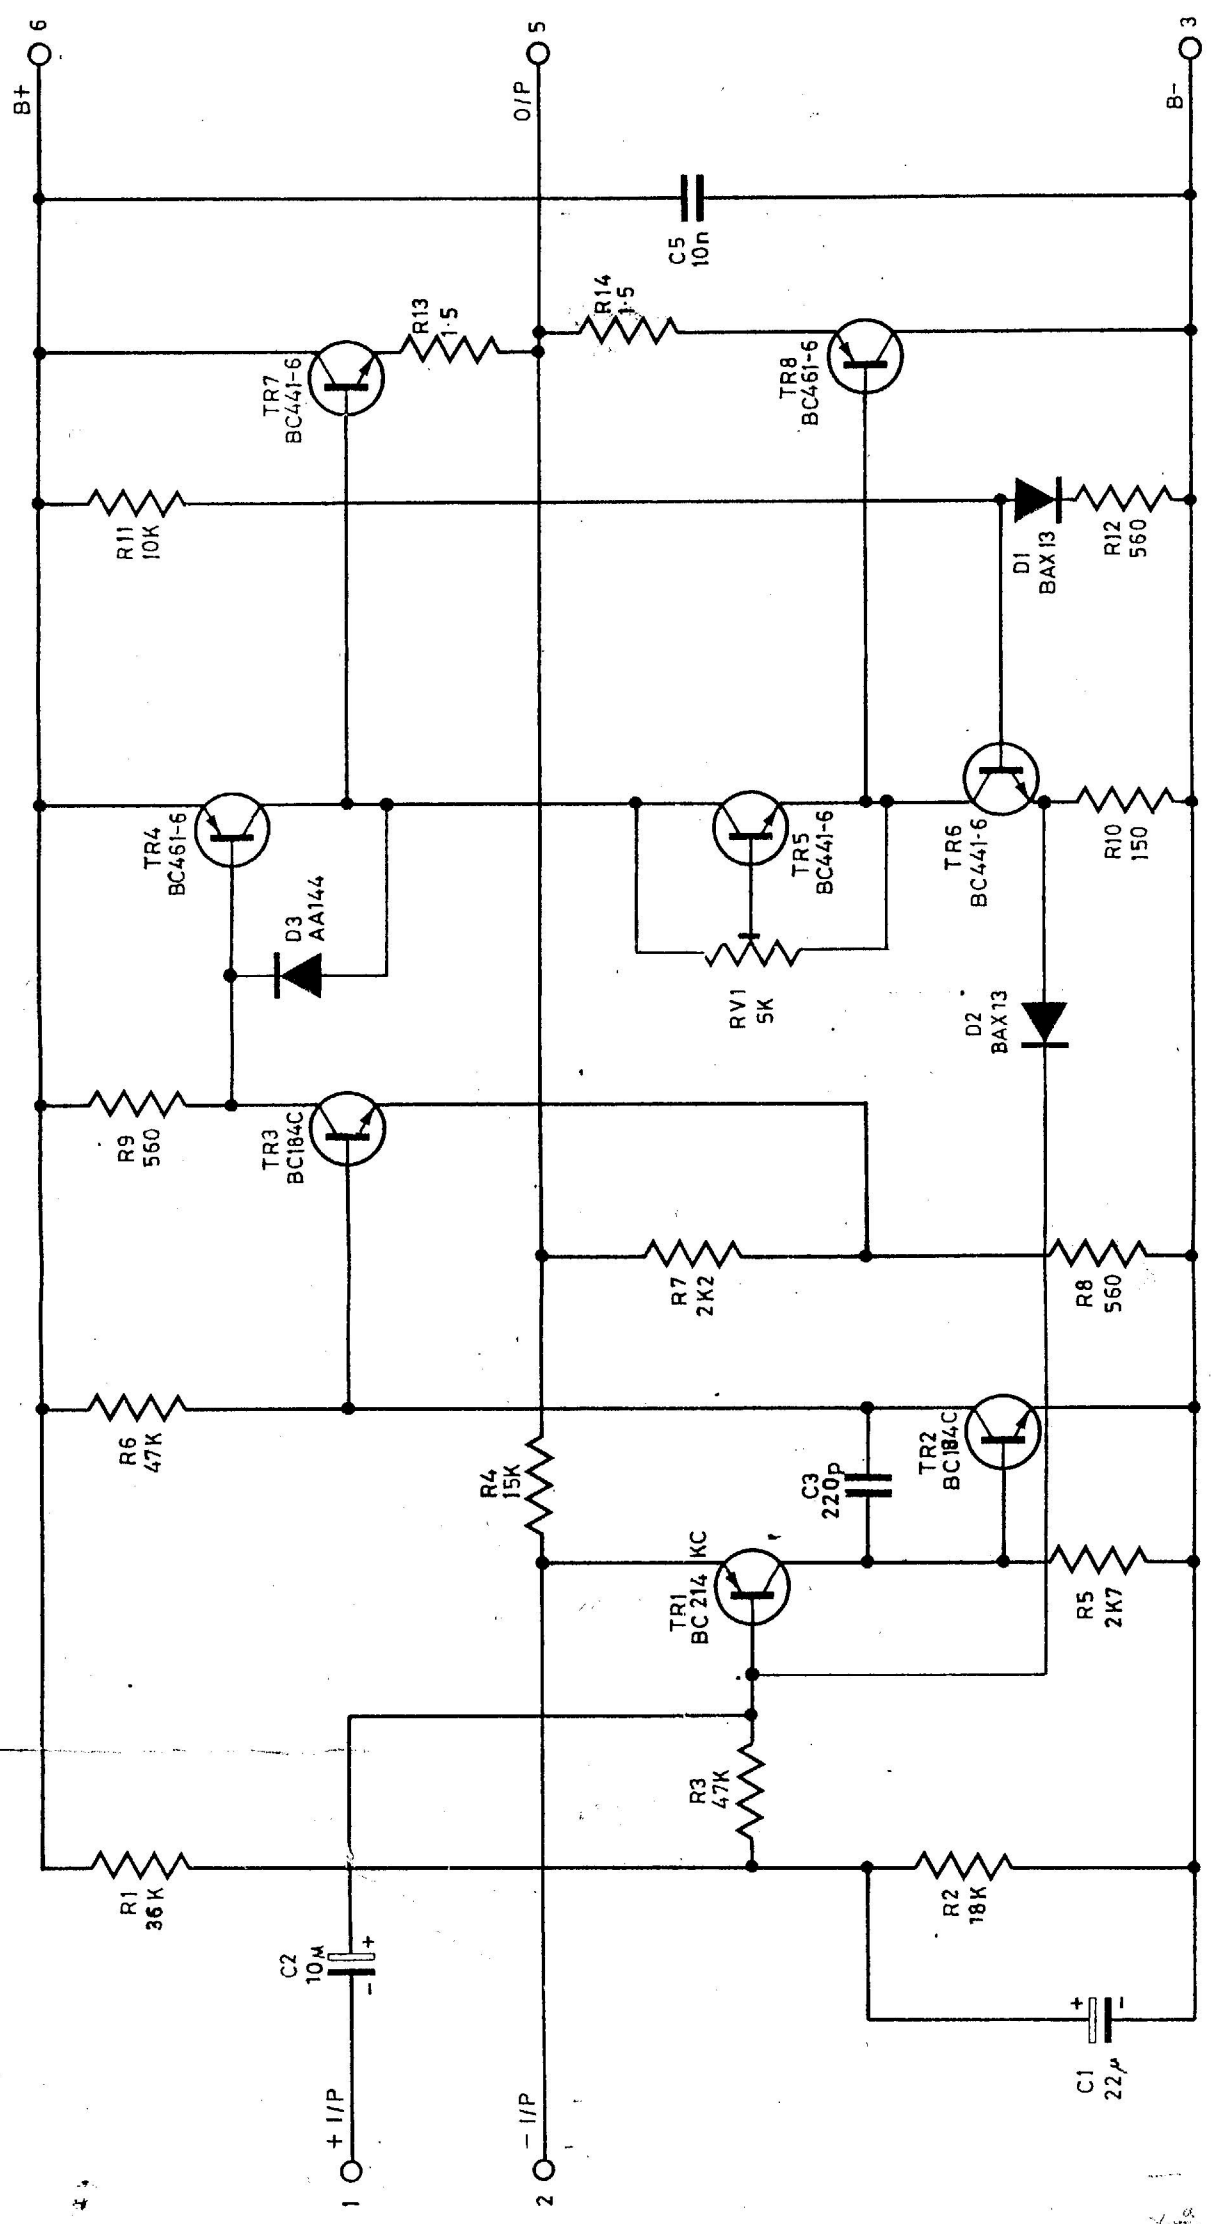 B+
6
O/P
5
B-
3
C5
10n
R13
1·5
R14
1·5
TR7
BC441-6
TR8
BC461-6
R11
10K
D1
BAX13
R12
560
TR4
BC461-6
D3
AA144
TR5
BC441-6
RV1
5K
TR6
BC441-6
R10
150
D2
BAX13
R9
560
TR3
BC184C
R7
2K2
R8
560
R6
47K
R4
15K
C3
220p
TR2
BC184C
TR1
BC214 KC
R5
2K7
R3
47K
R1
36K
R2
18K
C2
10µ
+
-
C1
22µ
+
-
+ I/P
1
- I/P
2